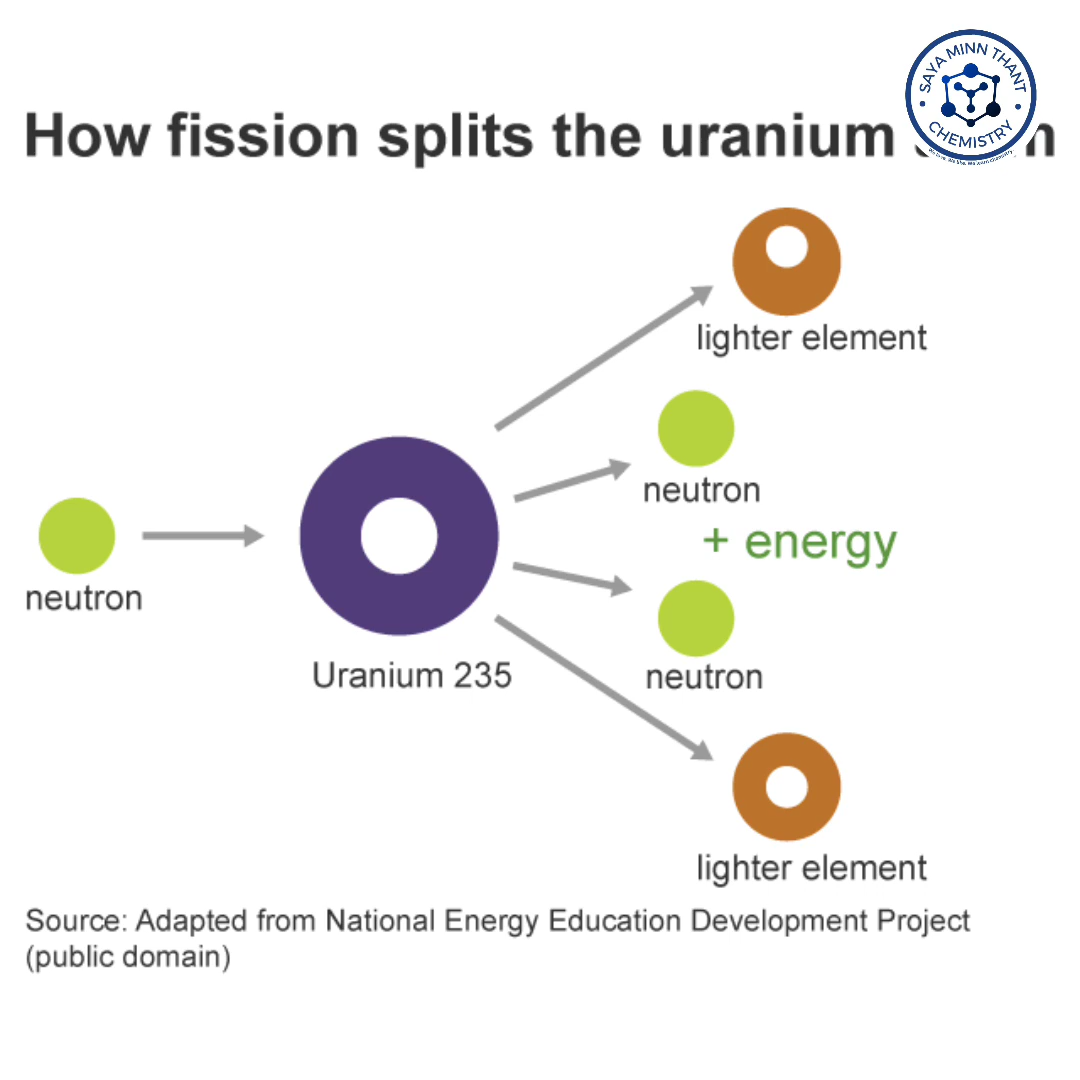 SAYA MINN THANT
CHEMISTRY
How fission splits the uranium
lighter element
neutron
+ energy
neutron
neutron
Uranium 235
neutron
lighter element
Source: Adapted from National Energy Education Development Project
(public domain)